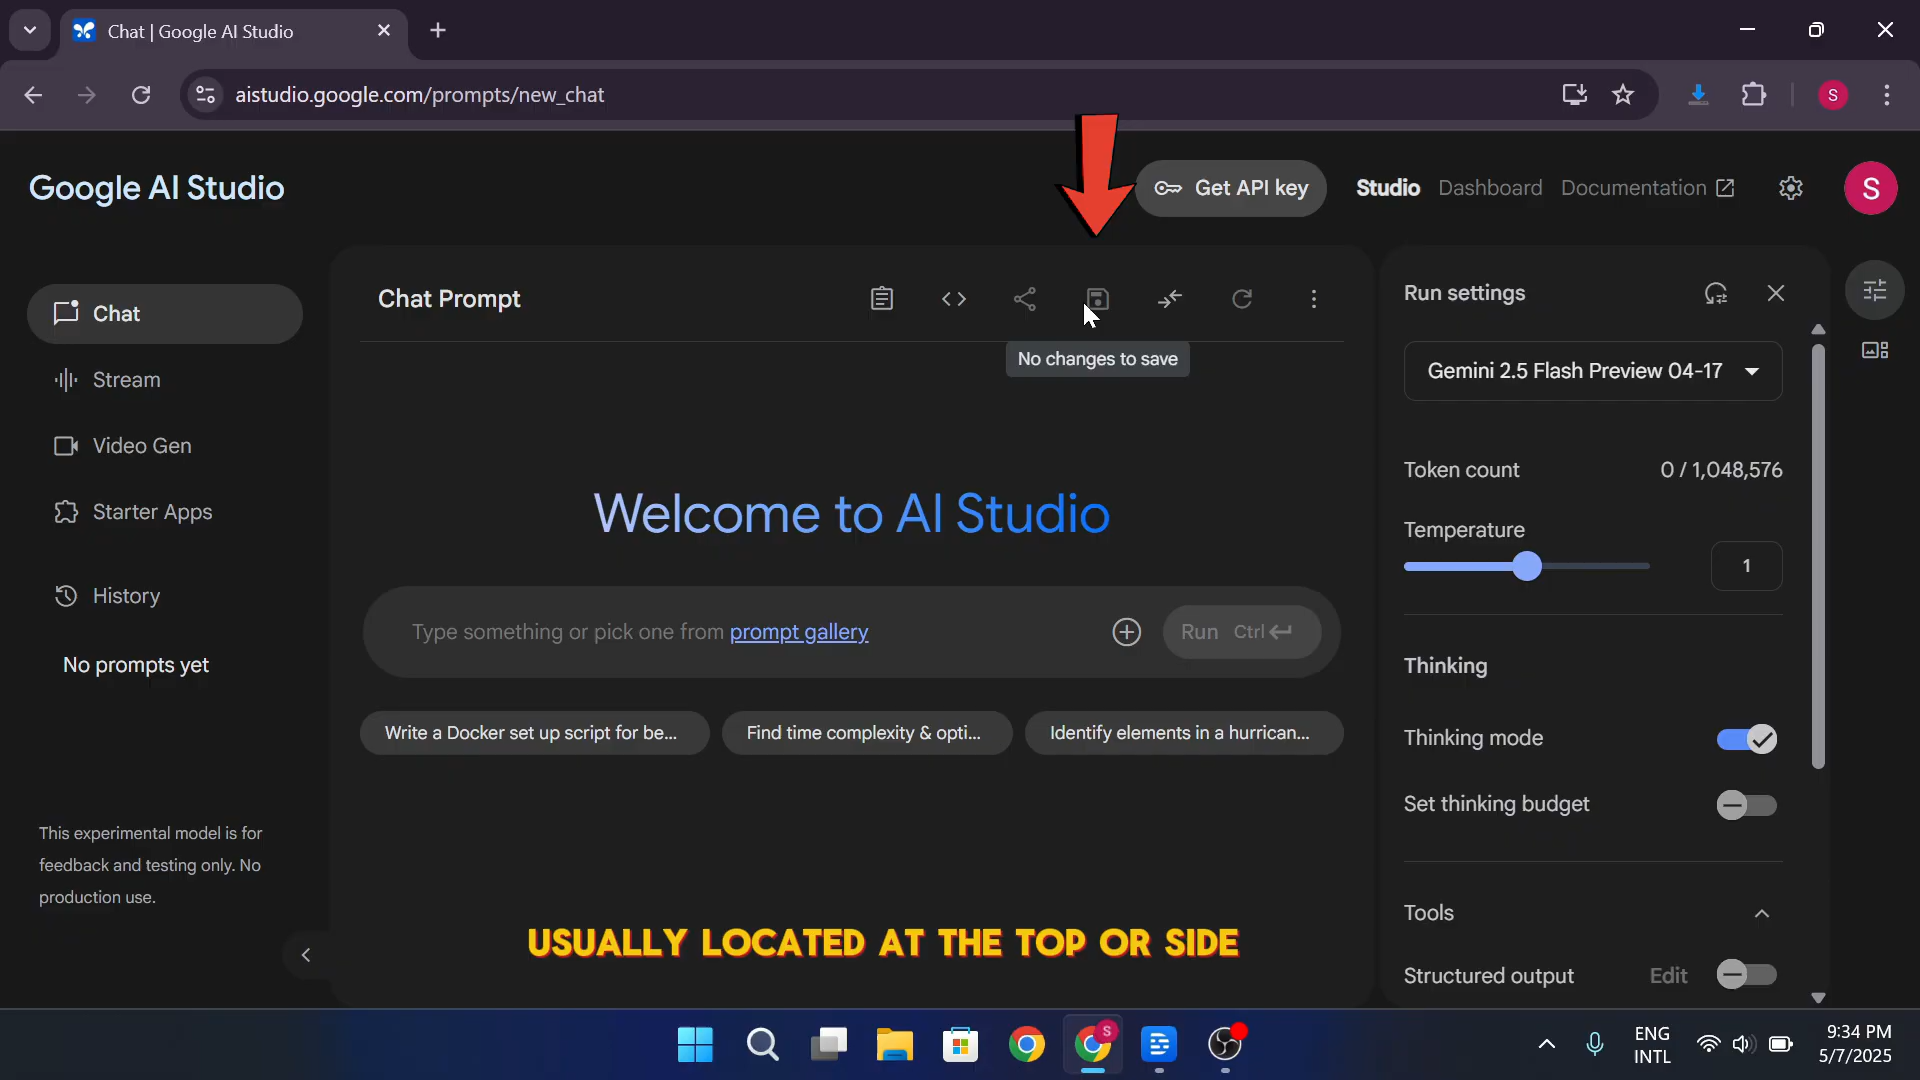 Chat | Google AI Studio
aistudio.google.com/prompts/new_chat
S
Google AI Studio
Get API key
Studio
Dashboard
Documentation
S
Chat
Stream
Video Gen
Starter Apps
History
No prompts yet
This experimental model is for
feedback and testing only. No
production use.
Chat Prompt
No changes to save
Welcome to AI Studio
Type something or pick one from prompt gallery
Run Ctrl
Write a Docker set up script for be...
Find time complexity & opti...
Identify elements in a hurrican...
USUALLY LOCATED AT THE TOP OR SIDE
Run settings
Gemini 2.5 Flash Preview 04-17
Token count 0 / 1,048,576
Temperature
1
Thinking
Thinking mode
Set thinking budget
Tools
Structured output Edit
S
ENG
INTL
9:34 PM
5/7/2025